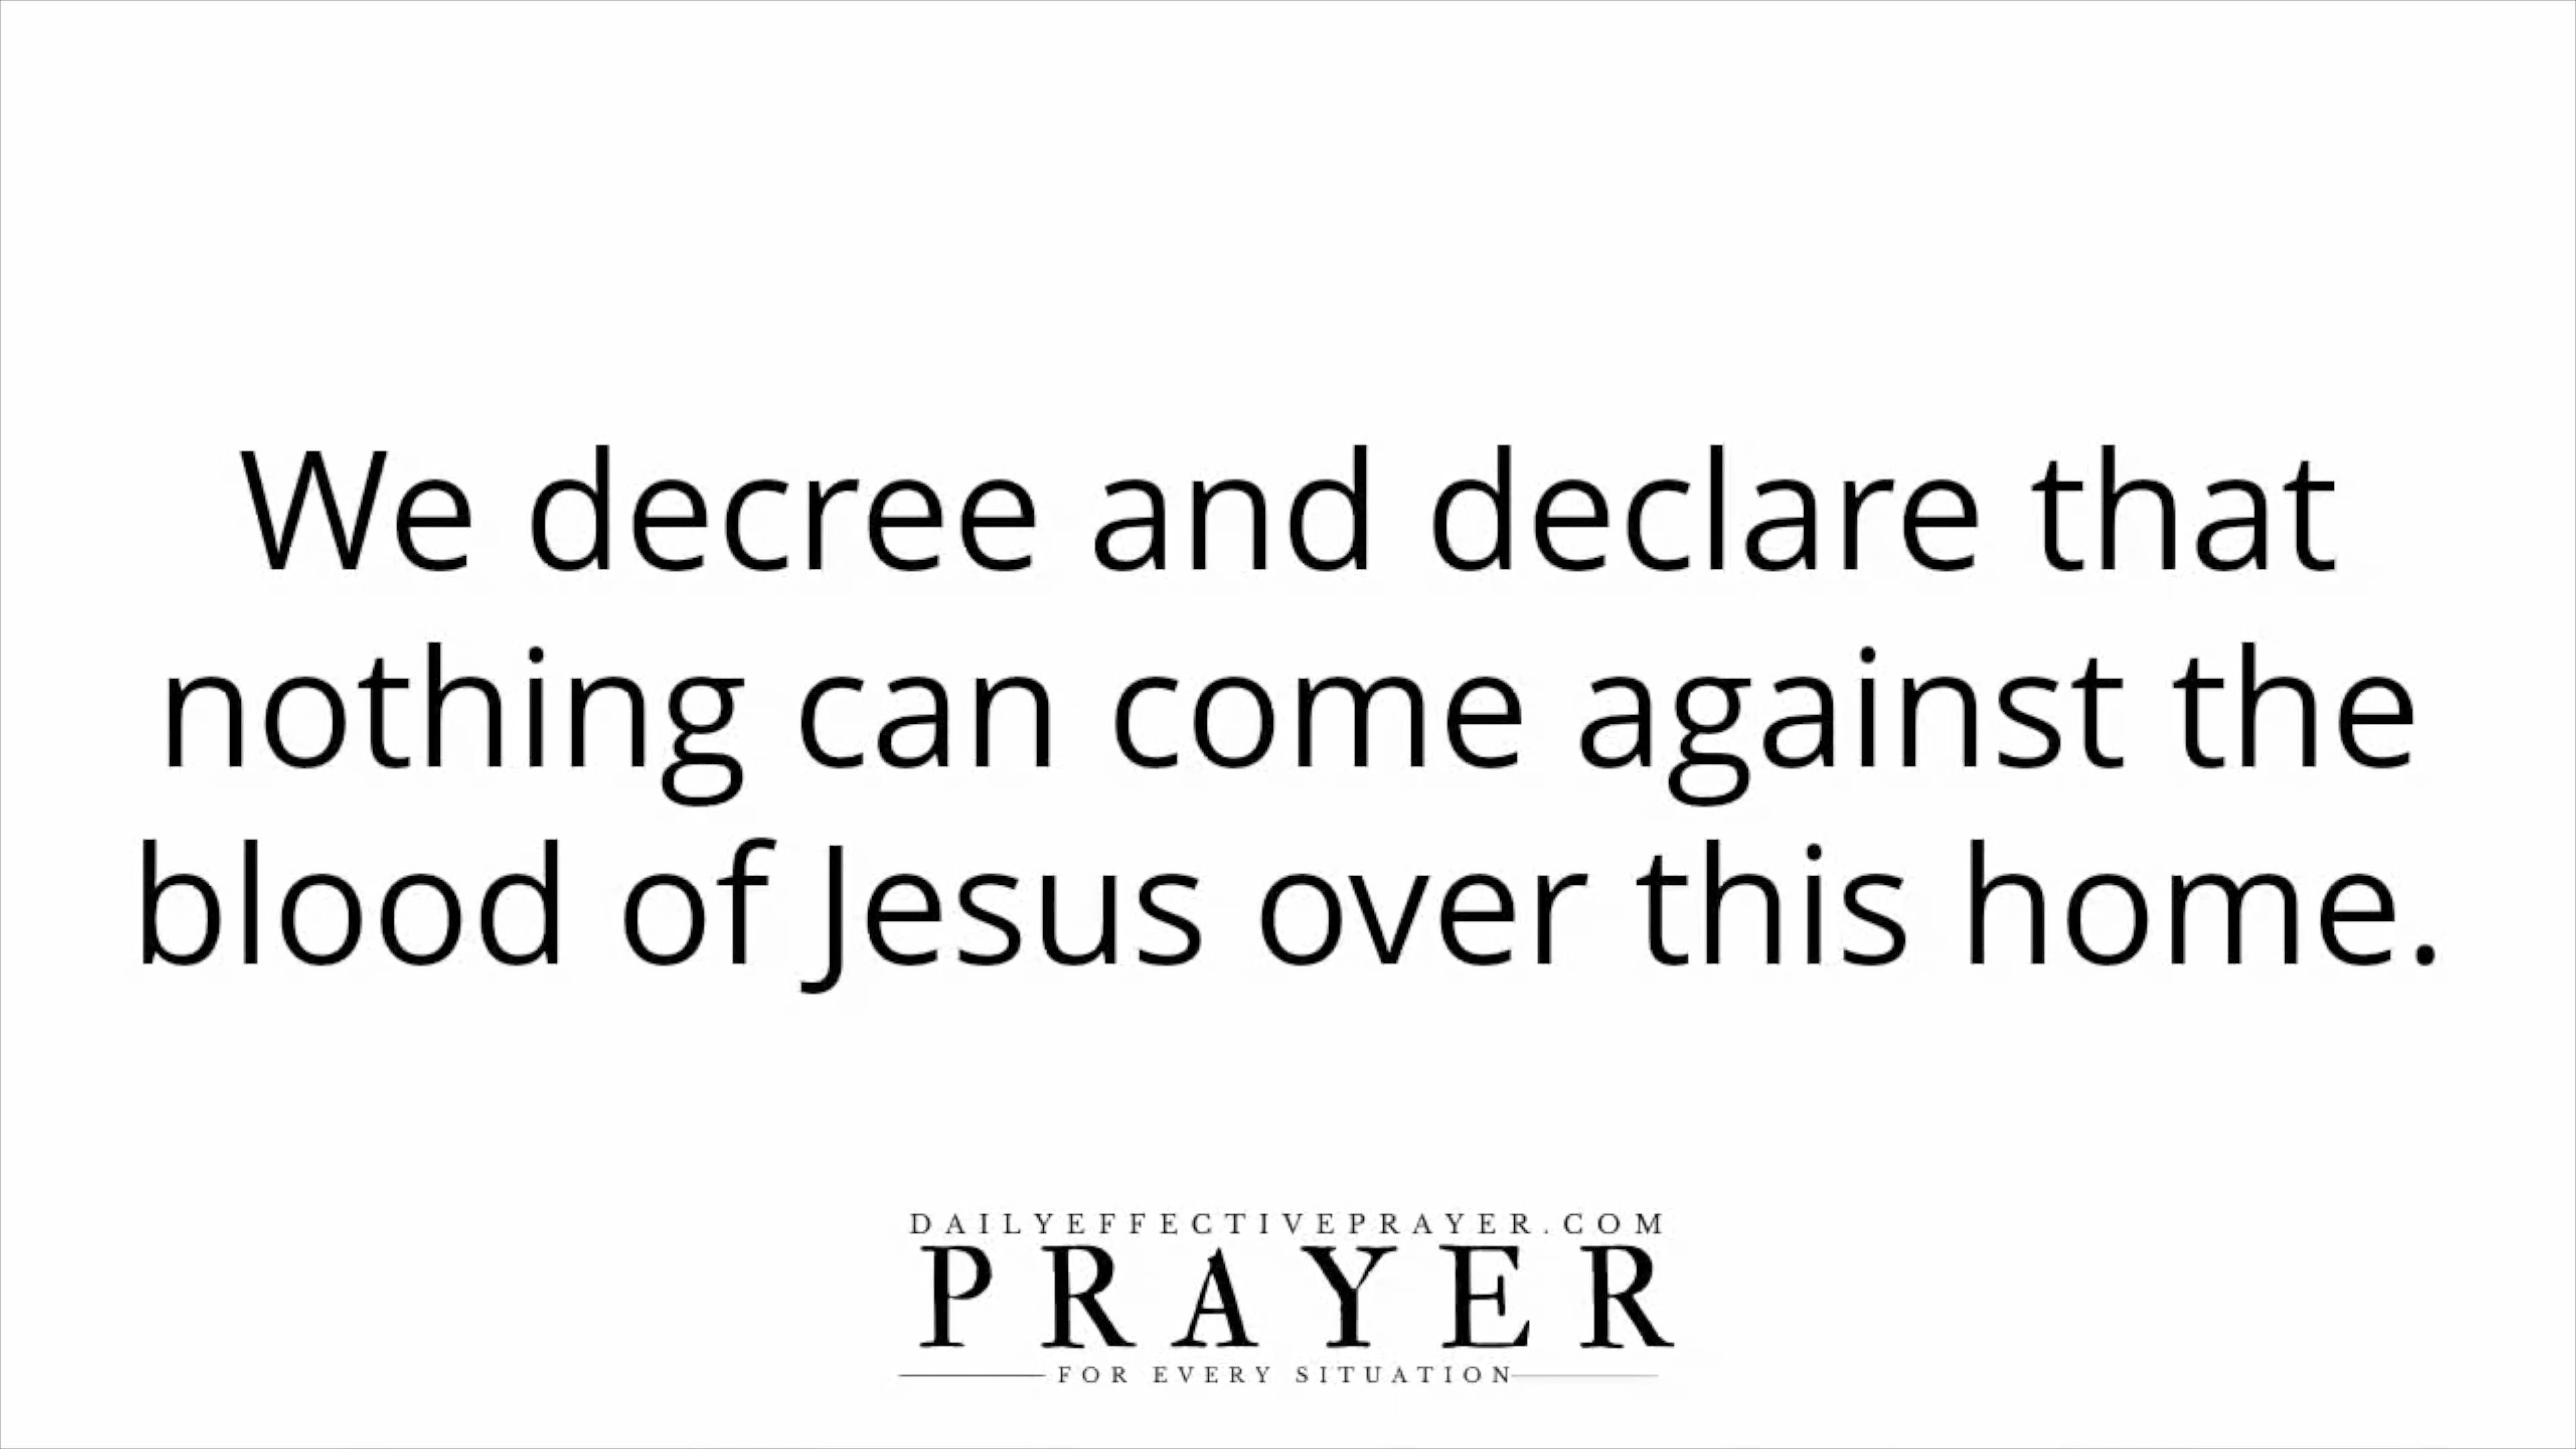 We decree and declare that
nothing can come against the
blood of Jesus over this home.
DAILYEFFECTIVEPRAYER.COM
PRAYER
FOR EVERY SITUATION